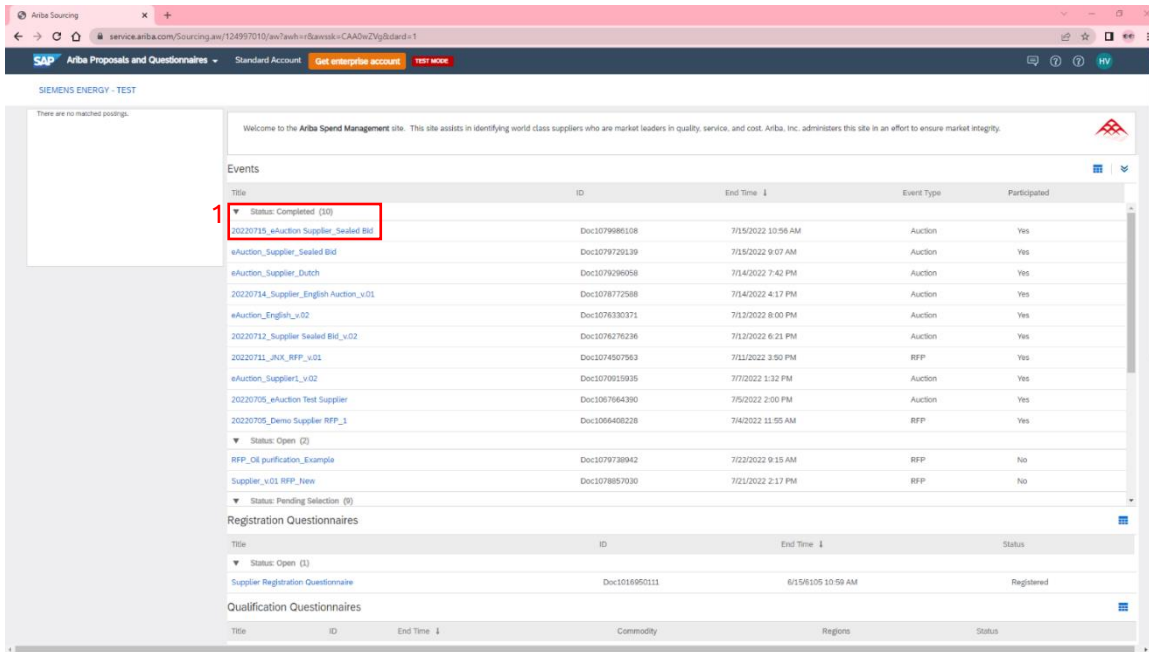 Ariba Sourcing
service.ariba.com/Sourcing.aw/124997010/aw?awh=r&awssk=CAA0wZVg&dard=1
SAP Ariba Proposals and Questionnaires Standard Account Get enterprise account TEST MODE HV
SIEMENS ENERGY - TEST
There are no matched postings.
Welcome to the Ariba Spend Management site. This site assists in identifying world class suppliers who are market leaders in quality, service, and cost. Ariba, Inc. administers this site in an effort to ensure market integrity.
Events
Title ID End Time ↓ Event Type Participated
1
▼ Status: Completed (10)
20220715_eAuction Supplier_Sealed Bid Doc1079986108 7/15/2022 10:56 AM Auction Yes
eAuction_Supplier_Sealed Bid Doc1079729139 7/15/2022 9:07 AM Auction Yes
eAuction_Supplier_Dutch Doc1079296058 7/14/2022 7:42 PM Auction Yes
20220714_Supplier_English Auction_v.01 Doc1078772588 7/14/2022 4:17 PM Auction Yes
eAuction_English_v.02 Doc1076330371 7/12/2022 8:00 PM Auction Yes
20220712_Supplier Sealed Bid_v.02 Doc1076276236 7/12/2022 6:21 PM Auction Yes
20220711_JNX_RFP_v.01 Doc1074507563 7/11/2022 3:50 PM RFP Yes
eAuction_Supplier1_v.02 Doc1070915935 7/7/2022 1:32 PM Auction Yes
20220705_eAuction Test Supplier Doc1067664390 7/5/2022 2:00 PM Auction Yes
20220705_Demo Supplier RFP_1 Doc1066408228 7/4/2022 11:55 AM RFP Yes
▼ Status: Open (2)
RFP_Oil purification_Example Doc1079738942 7/22/2022 9:15 AM RFP No
Supplier_v.01 RFP_New Doc1078857030 7/21/2022 2:17 PM RFP No
▼ Status: Pending Selection (9)
Registration Questionnaires
Title ID End Time ↓ Status
▼ Status: Open (1)
Supplier Registration Questionnaire Doc1016950111 6/15/6105 10:59 AM Registered
Qualification Questionnaires
Title ID End Time ↓ Commodity Regions Status